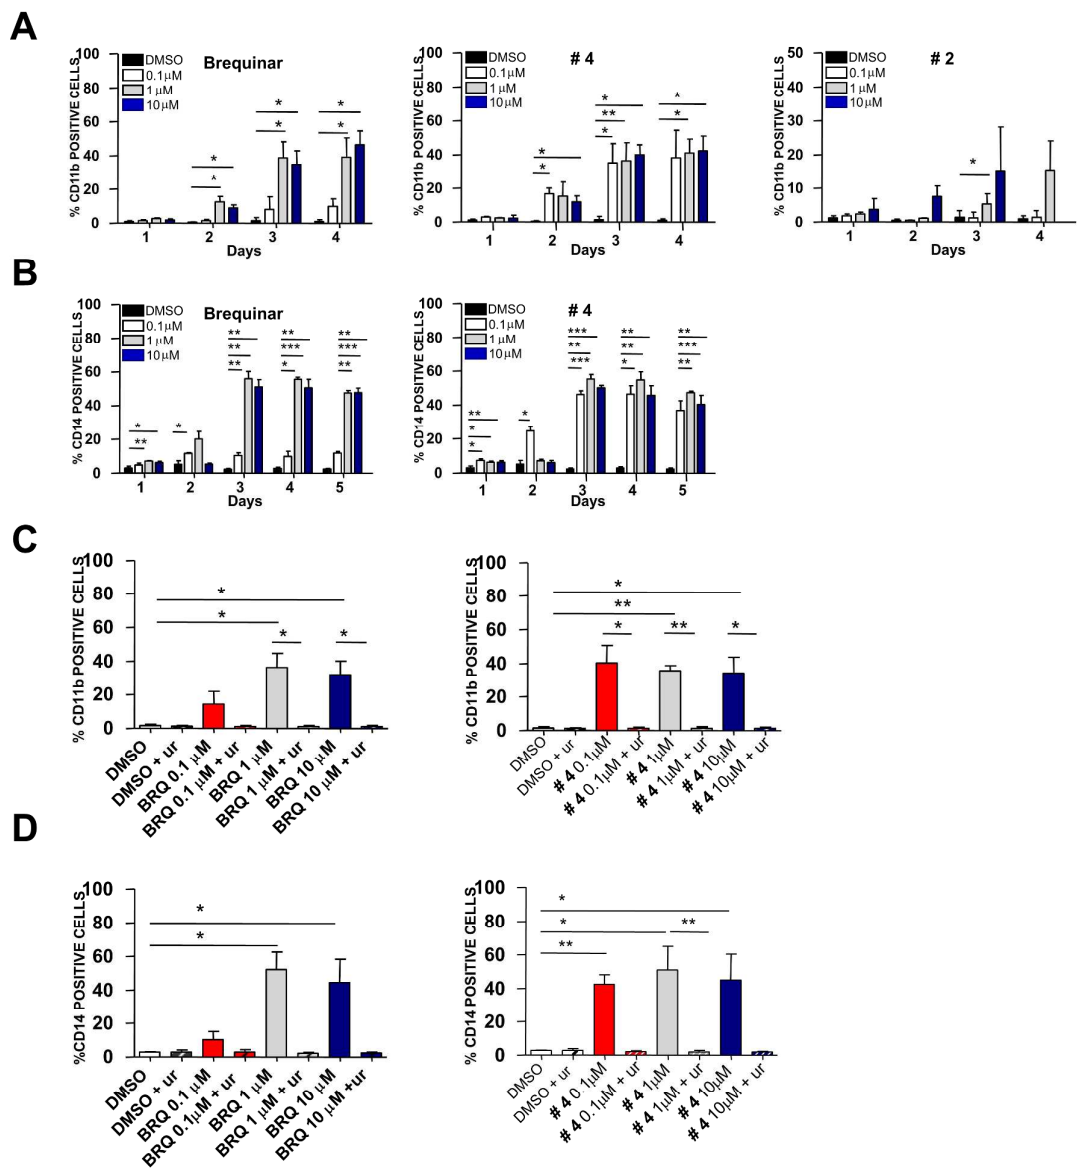 A
Brequinar
% CD11b POSITIVE CELLS
100
80
60
40
20
0
DMSO
0.1μM
1 μM
10μM
* * * * * *
1 2 3 4
Days
# 4
% CD11b POSITIVE CELLS
100
80
60
40
20
0
DMSO
0.1μM
1 μM
10μM
* * * ** * * *
1 2 3 4
Days
# 2
% CD11b POSITIVE CELLS
50
40
30
20
10
0
DMSO
0.1μM
1 μM
10μM
*
1 2 3 4
Days
B
Brequinar
% CD14 POSITIVE CELLS
100
80
60
40
20
0
DMSO
0.1μM
1 μM
10μM
* ** * ** ** ** ** *** * ** *** **
1 2 3 4 5
Days
# 4
% CD14 POSITIVE CELLS
100
80
60
40
20
0
DMSO
0.1μM
1 μM
10μM
** * * * *** ** *** ** ** * ** *** **
1 2 3 4 5
Days
C
% CD11b POSITIVE CELLS
100
80
60
40
20
0
* * * *
DMSO
DMSO + ur
BRQ 0.1 μM
BRQ 0.1 μM + ur
BRQ 1 μM
BRQ 1 μM + ur
BRQ 10 μM
BRQ 10 μM + ur
% CD11b POSITIVE CELLS
100
80
60
40
20
0
* ** * ** *
DMSO
DMSO + ur
# 4 0.1μM
# 4 0.1μM + ur
# 4 1μM
# 4 1μM + ur
# 4 10μM
# 4 10μM + ur
D
%CD14 POSITIVE CELLS
100
80
60
40
20
0
* *
DMSO
DMSO + ur
BRQ 0.1 μM
BRQ 0.1μM + ur
BRQ 1 μM
BRQ 1 μM + ur
BRQ 10 μM
BRQ 10 μM +ur
% CD14 POSITIVE CELLS
100
80
60
40
20
0
* * ** **
DMSO
DMSO + ur
# 4 0.1μM
# 4 0.1μM + ur
# 4 1μM
# 4 1μM + ur
# 4 10μM
# 4 10μM + ur